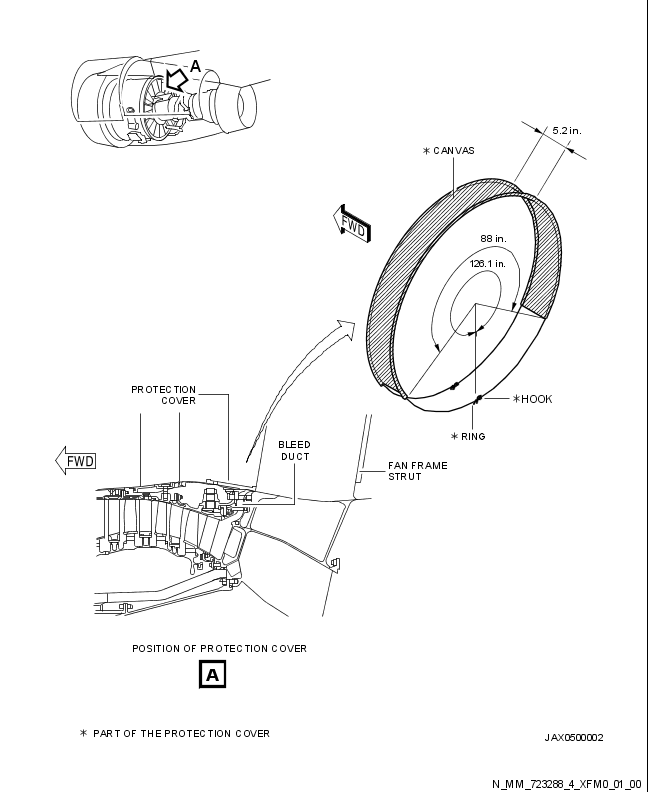 A
5.2 in.
* CANVAS
FWD
88 in.
126.1 in.
* HOOK
* RING
PROTECTION
COVER
BLEED
DUCT
FWD
FAN FRAME
STRUT
POSITION OF PROTECTION COVER
A
* PART OF THE PROTECTION COVER
JAX0500002
N_MM_723288_4_XFM0_01_00